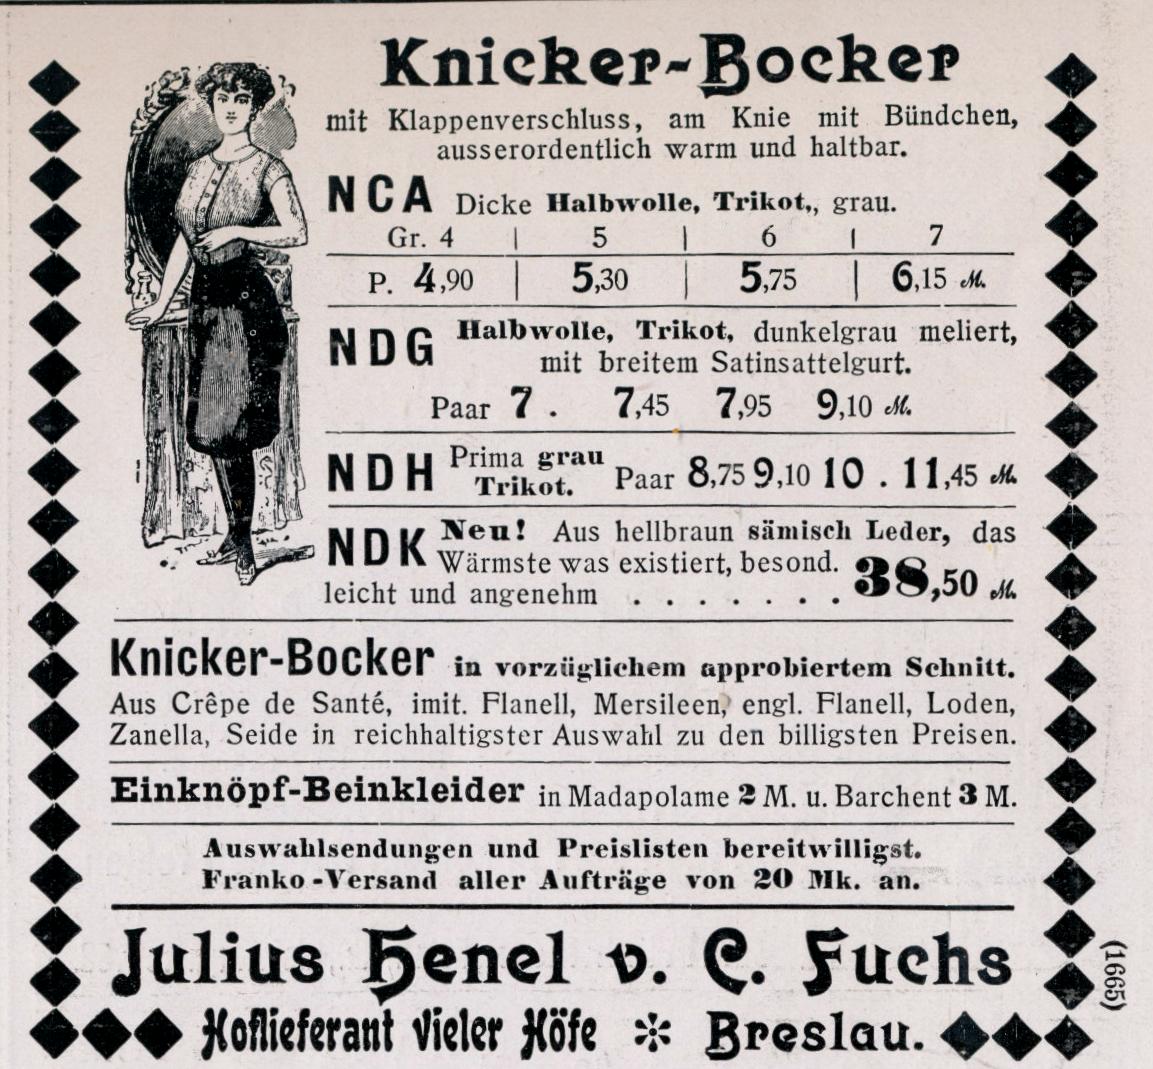 Knicker-Bocker
mit Klappenverschluss, am Knie mit Bündchen,
ausserordentlich warm und haltbar.
NCA Dicke Halbwolle, Trikot,, grau.
Gr. 4 | 5 | 6 | 7
P. 4,90 | 5,30 | 5,75 | 6,15 M.
NDG Halbwolle, Trikot, dunkelgrau meliert,
mit breitem Satinsattelgurt.
Paar 7 . 7,45 7,95 9,10 M.
NDH Prima grau
Trikot. Paar 8,75 9,10 10 . 11,45 M.
NDK Neu! Aus hellbraun sämisch Leder, das
Wärmste was existiert, besond.
leicht und angenehm . . . . . . . 38,50 M.
Knicker-Bocker in vorzüglichem approbiertem Schnitt.
Aus Crêpe de Santé, imit. Flanell, Mersileen, engl. Flanell, Loden,
Zanella, Seide in reichhaltigster Auswahl zu den billigsten Preisen.
Einknöpf-Beinkleider in Madapolame 2 M. u. Barchent 3 M.
Auswahlsendungen und Preislisten bereitwilligst.
Franko-Versand aller Aufträge von 20 Mk. an.
Julius Henel v. C. Fuchs
Hoflieferant vieler Höfe * Breslau.
(1665)